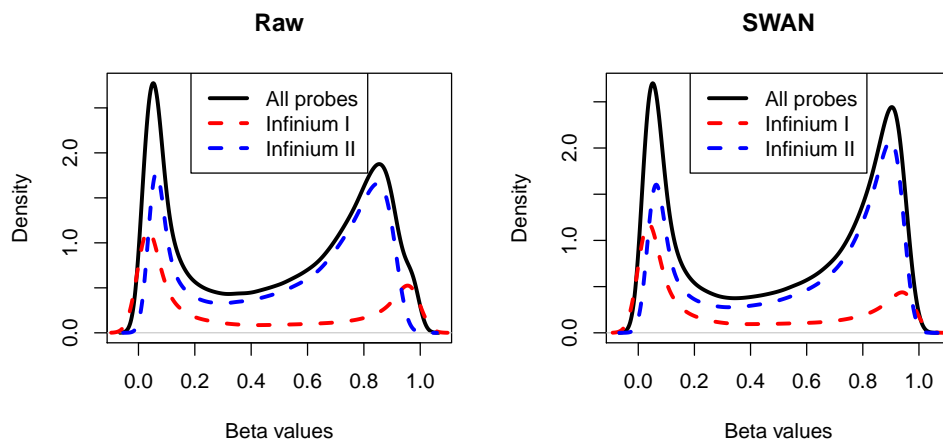 Raw
All probes
Infinium I
Infinium II
Density
0.0
1.0
2.0
0.0 0.2 0.4 0.6 0.8 1.0
Beta values
SWAN
All probes
Infinium I
Infinium II
Density
0.0
1.0
2.0
0.0 0.2 0.4 0.6 0.8 1.0
Beta values